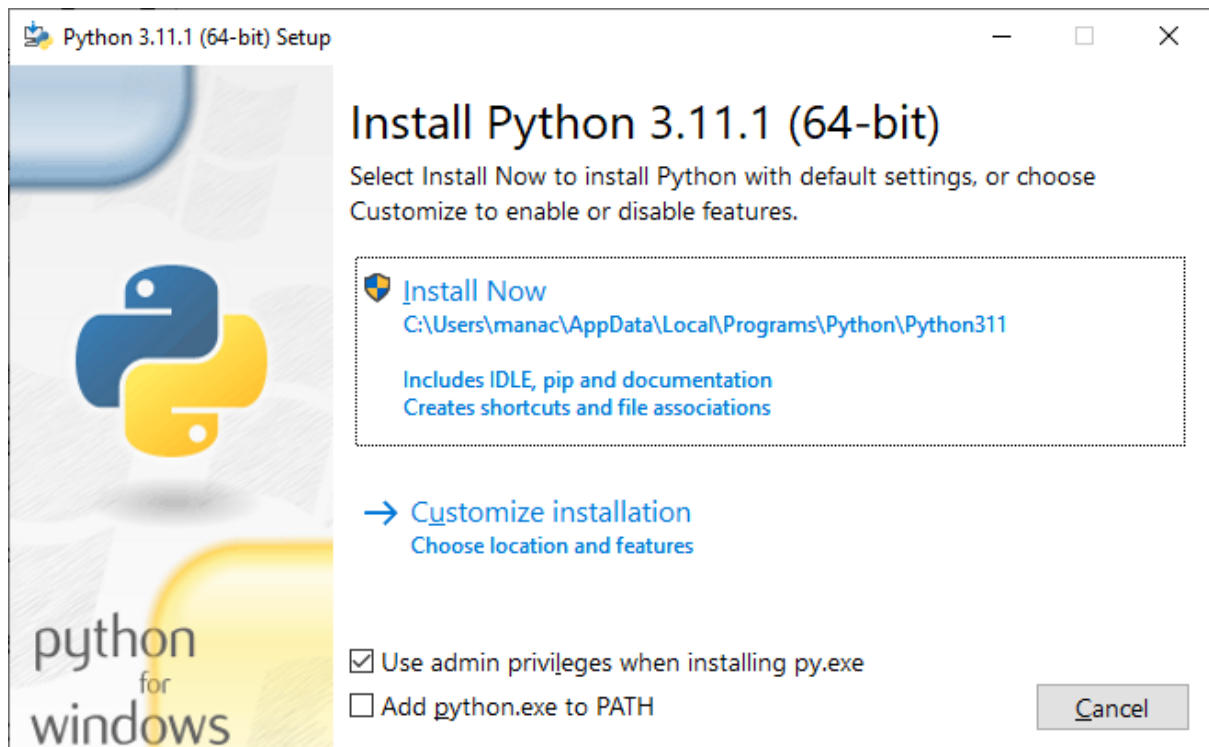 Python 3.11.1 (64-bit) Setup
Install Python 3.11.1 (64-bit)
Select Install Now to install Python with default settings, or choose
Customize to enable or disable features.
Install Now
C:\Users\manac\AppData\Local\Programs\Python\Python311
Includes IDLE, pip and documentation
Creates shortcuts and file associations
Customize installation
Choose location and features
python
for
windows
Use admin privileges when installing py.exe
Add python.exe to PATH
Cancel